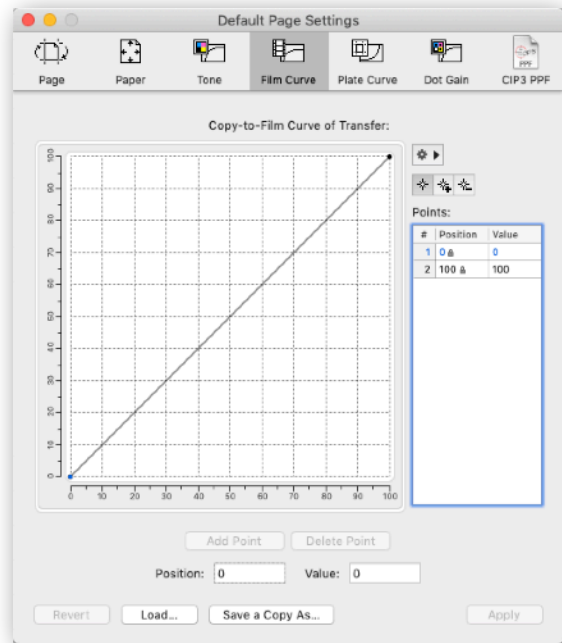 Default Page Settings
Page Paper Tone Film Curve Plate Curve Dot Gain PPF CIP3 PPF
Copy-to-Film Curve of Transfer:
100
90
80
70
60
50
40
30
20
10
0
0 10 20 30 40 50 60 70 80 90 100
Points:
# Position Value
1 0 0
2 100 100
Add Point Delete Point
Position: 0 Value: 0
Revert Load... Save a Copy As... Apply